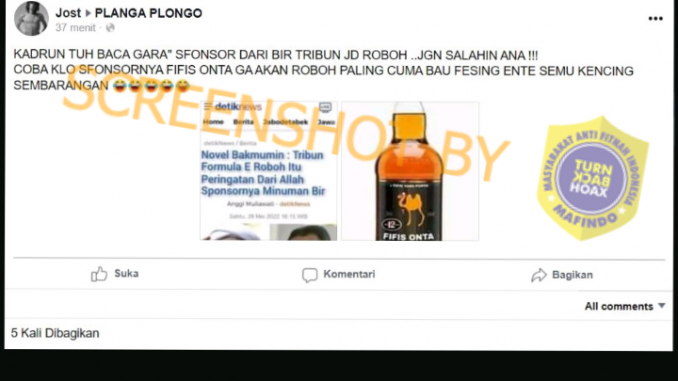 Jost ▸ PLANGA PLONGO
37 menit ·
KADRUN TUH BACA GARA" SFONSOR DARI BIR TRIBUN JD ROBOH ..JGN SALAHIN ANA !!!
COBA KLO SFONSORNYA FIFIS ONTA GA AKAN ROBOH PALING CUMA BAU FESING ENTE SEMU KENCING
SEMBARANGAN 😂😂😂😂😂
SCREENSHOT BY
detiknews
Home Berita Jabodetabek Jawa
detikNews / Berita
Novel Bakmumin : Tribun
Formula E Roboh Itu
Peringatan Dari Allah
Sponsornya Minuman Bir
Anggi Muliawati - detikNews
Sabtu, 28 Mei 2022 16:15 WIB
12
FIFIS ONTA
MASYARAKAT ANTI FITNAH INDONESIA
TURN
BACK
HOAX
MAFINDO
Suka
Komentari
Bagikan
All comments
5 Kali Dibagikan